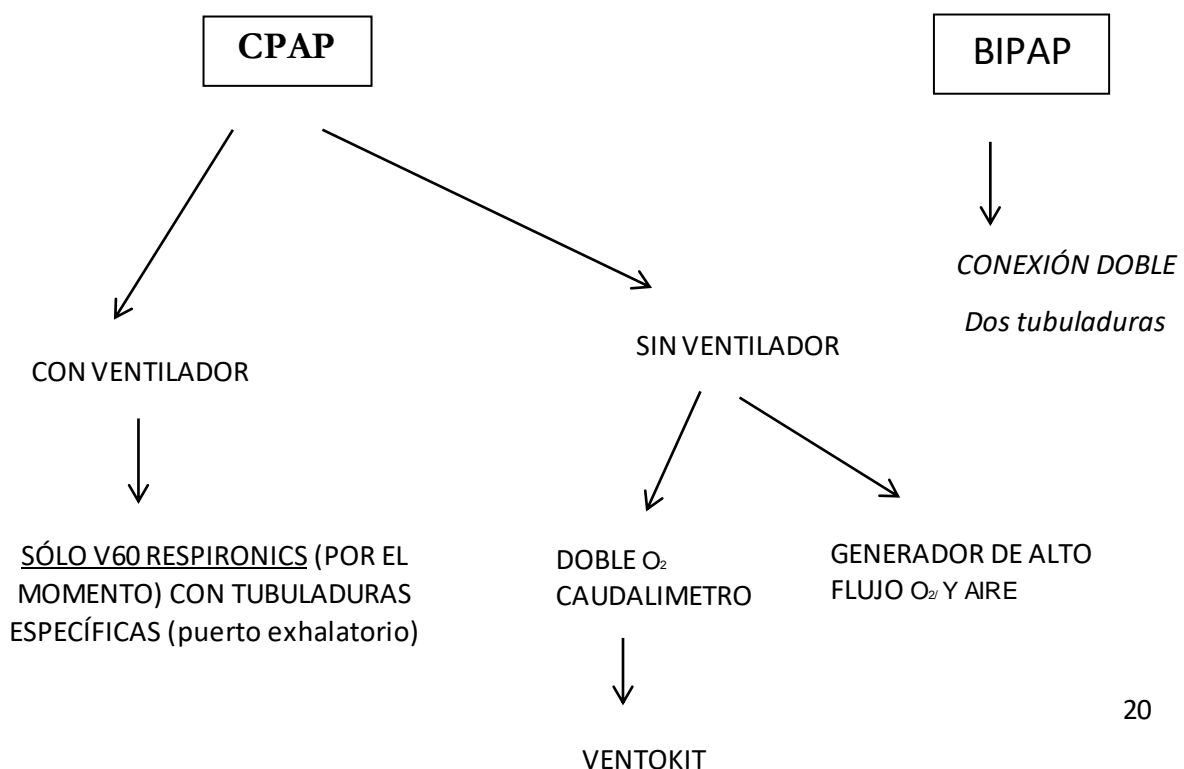 CPAP
BIPAP
CONEXIÓN DOBLE
Dos tubuladuras
CON VENTILADOR
SIN VENTILADOR
SÓLO V60 RESPIRONICS (POR EL
MOMENTO) CON TUBULADURAS
ESPECÍFICAS (puerto exhalatorio)
DOBLE O₂
CAUDALIMETRO
GENERADOR DE ALTO
FLUJO O₂/ Y AIRE
VENTOKIT
20